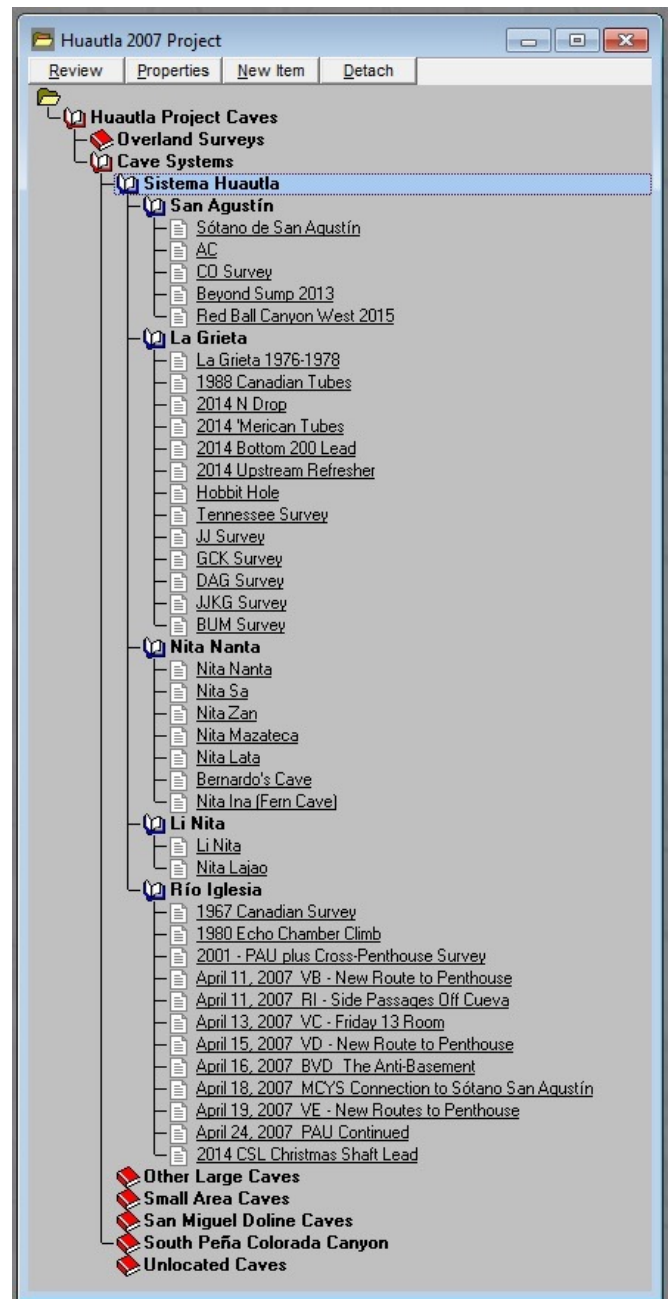 Huautla 2007 Project
Review Properties New Item Detach
Huautla Project Caves
Overland Surveys
Cave Systems
Sistema Huautla
San Agustín
Sótano de San Agustín
AC
CO Survey
Beyond Sump 2013
Red Ball Canyon West 2015
La Grieta
La Grieta 1976-1978
1988 Canadian Tubes
2014 N Drop
2014 'Merican Tubes
2014 Bottom 200 Lead
2014 Upstream Refresher
Hobbit Hole
Tennessee Survey
JJ Survey
GCK Survey
DAG Survey
JJKG Survey
BUM Survey
Nita Nanta
Nita Nanta
Nita Sa
Nita Zan
Nita Mazateca
Nita Lata
Bernardo's Cave
Nita Ina (Fern Cave)
Li Nita
Li Nita
Nita Lajao
Río Iglesia
1967 Canadian Survey
1980 Echo Chamber Climb
2001 - PAU plus Cross-Penthouse Survey
April 11, 2007 VB - New Route to Penthouse
April 11, 2007 RI - Side Passages Off Cueva
April 13, 2007 VC - Friday 13 Room
April 15, 2007 VD - New Route to Penthouse
April 16, 2007 BVD The Anti-Basement
April 18, 2007 MCYS Connection to Sótano San Agustín
April 19, 2007 VE - New Routes to Penthouse
April 24, 2007 PAU Continued
2014 CSL Christmas Shaft Lead
Other Large Caves
Small Area Caves
San Miguel Doline Caves
South Peña Colorada Canyon
Unlocated Caves